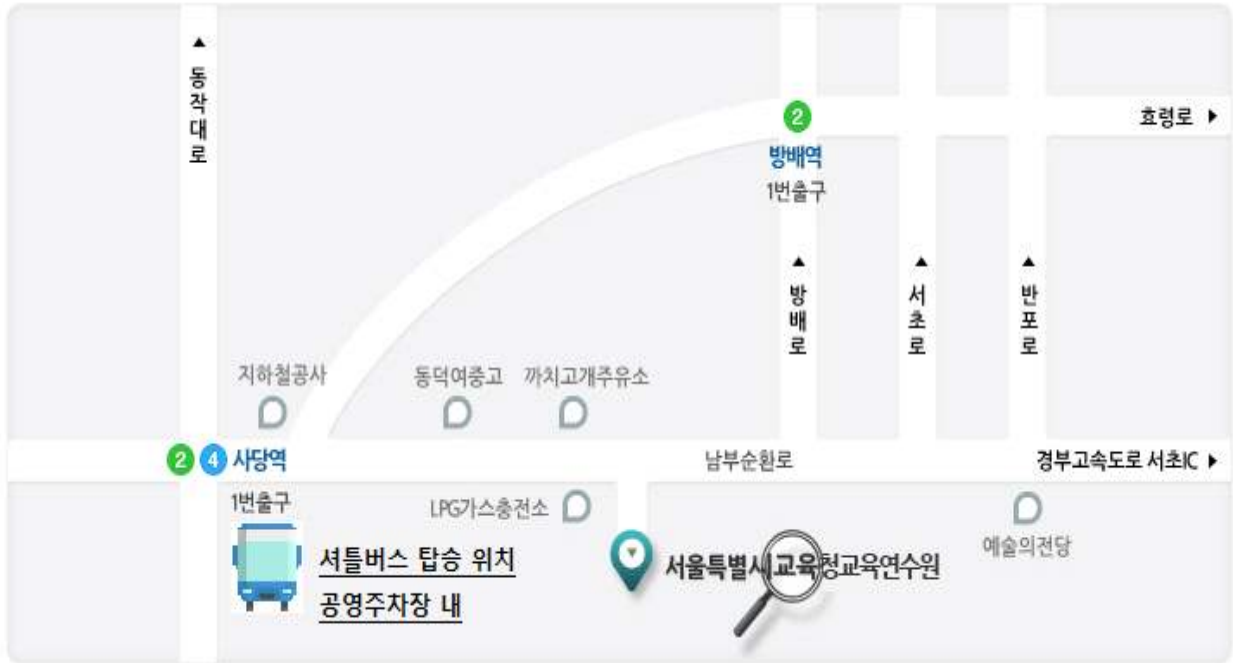 ▲ 동작대로
효령로 ▶
2
방배역
1번출구
▲ 방배로
▲ 서초로
▲ 반포로
지하철공사
동덕여중고
까치고개주유소
2 4 사당역
남부순환로
경부고속도로 서초IC ▶
1번출구
LPG가스충전소
예술의전당
셔틀버스 탑승 위치
공영주차장 내
서울특별시교육청교육연수원